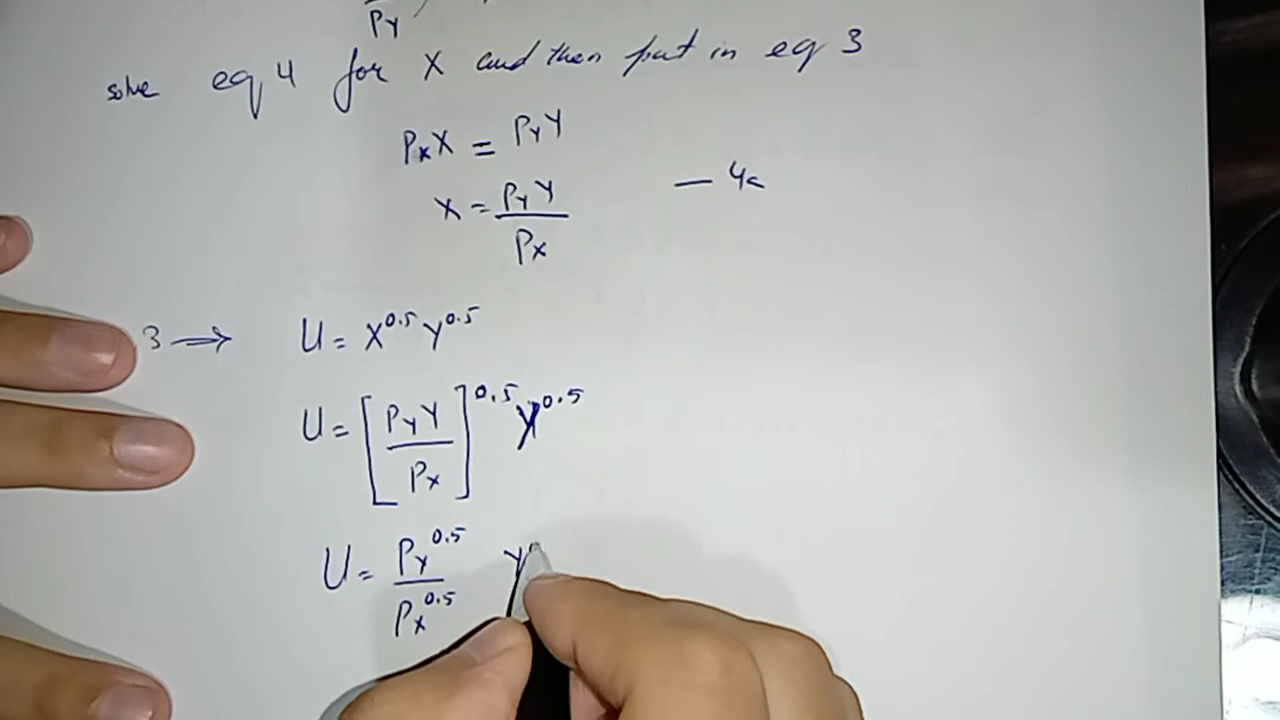 Py
solve eq 4 for X and then put in eq 3
PxX = PyY
X = PyY — 4a
Px
3 ⟹ U = X^0.5 Y^0.5
U = [PyY / Px]^0.5 Y^0.5
U = Py^0.5 / Px^0.5 Y